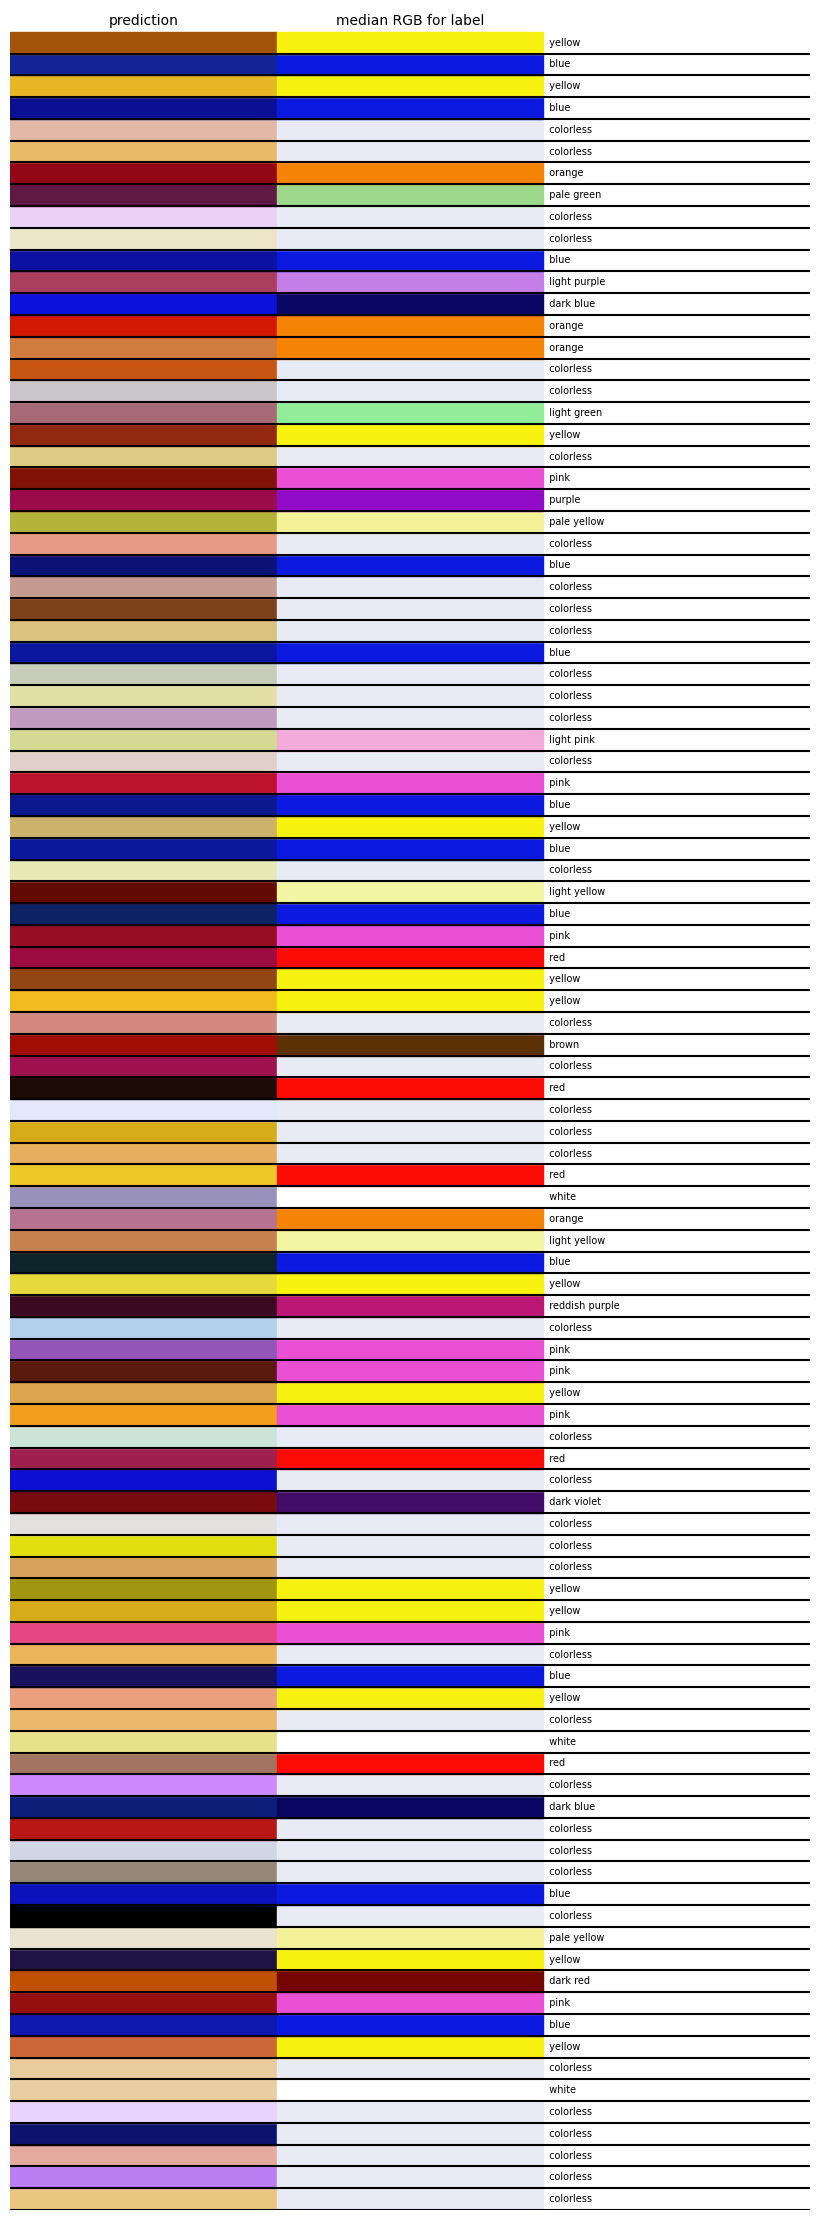 prediction median RGB for label
yellow
blue
yellow
blue
colorless
colorless
orange
pale green
colorless
colorless
blue
light purple
dark blue
orange
orange
colorless
colorless
light green
yellow
colorless
pink
purple
pale yellow
colorless
blue
colorless
colorless
colorless
blue
colorless
colorless
colorless
light pink
colorless
pink
blue
yellow
blue
colorless
light yellow
blue
pink
red
yellow
yellow
colorless
brown
colorless
red
colorless
colorless
colorless
red
white
orange
light yellow
blue
yellow
reddish purple
colorless
pink
pink
yellow
pink
colorless
red
colorless
dark violet
colorless
colorless
colorless
yellow
yellow
pink
colorless
blue
yellow
colorless
white
red
colorless
dark blue
colorless
colorless
colorless
blue
colorless
pale yellow
yellow
dark red
pink
blue
yellow
colorless
white
colorless
colorless
colorless
colorless
colorless